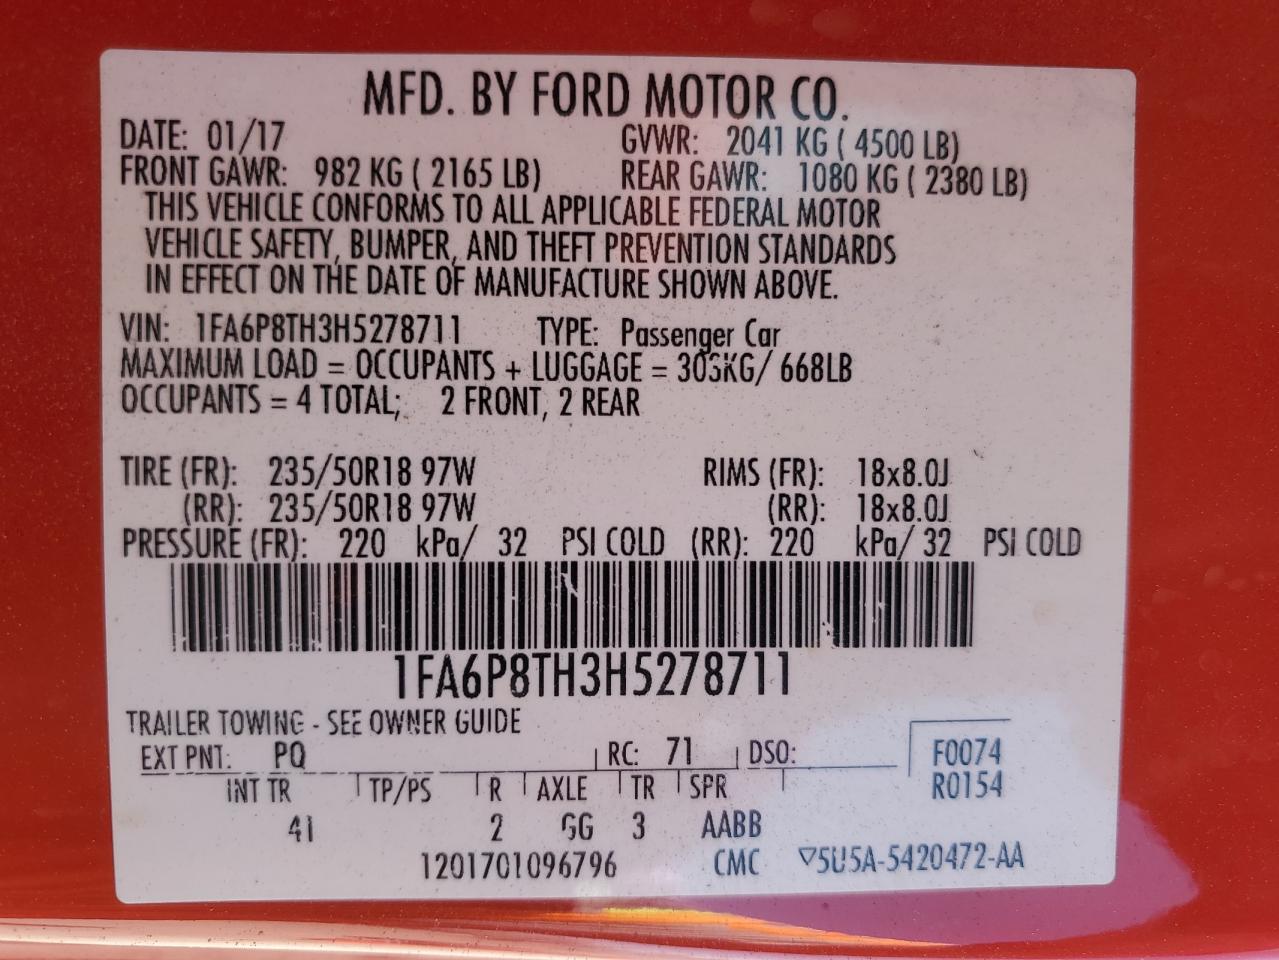 MFD. BY FORD MOTOR CO.
DATE: 01/17 GVWR: 2041 KG ( 4500 LB)
FRONT GAWR: 982 KG ( 2165 LB) REAR GAWR: 1080 KG ( 2380 LB)
THIS VEHICLE CONFORMS TO ALL APPLICABLE FEDERAL MOTOR
VEHICLE SAFETY, BUMPER, AND THEFT PREVENTION STANDARDS
IN EFFECT ON THE DATE OF MANUFACTURE SHOWN ABOVE.
VIN: 1FA6P8TH3H5278711 TYPE: Passenger Car
MAXIMUM LOAD = OCCUPANTS + LUGGAGE = 303KG/ 668LB
OCCUPANTS = 4 TOTAL; 2 FRONT, 2 REAR
TIRE (FR): 235/50R18 97W RIMS (FR): 18x8.0J
(RR): 235/50R18 97W (RR): 18x8.0J
PRESSURE (FR): 220 kPa/ 32 PSI COLD (RR): 220 kPa/ 32 PSI COLD
1FA6P8TH3H5278711
TRAILER TOWING - SEE OWNER GUIDE
EXT PNT: PQ RC: 71 DSO: F0074
INT TR TP/PS R AXLE TR SPR R0154
41 2 GG 3 AABB
1201701096796 CMC ▽5U5A-5420472-AA